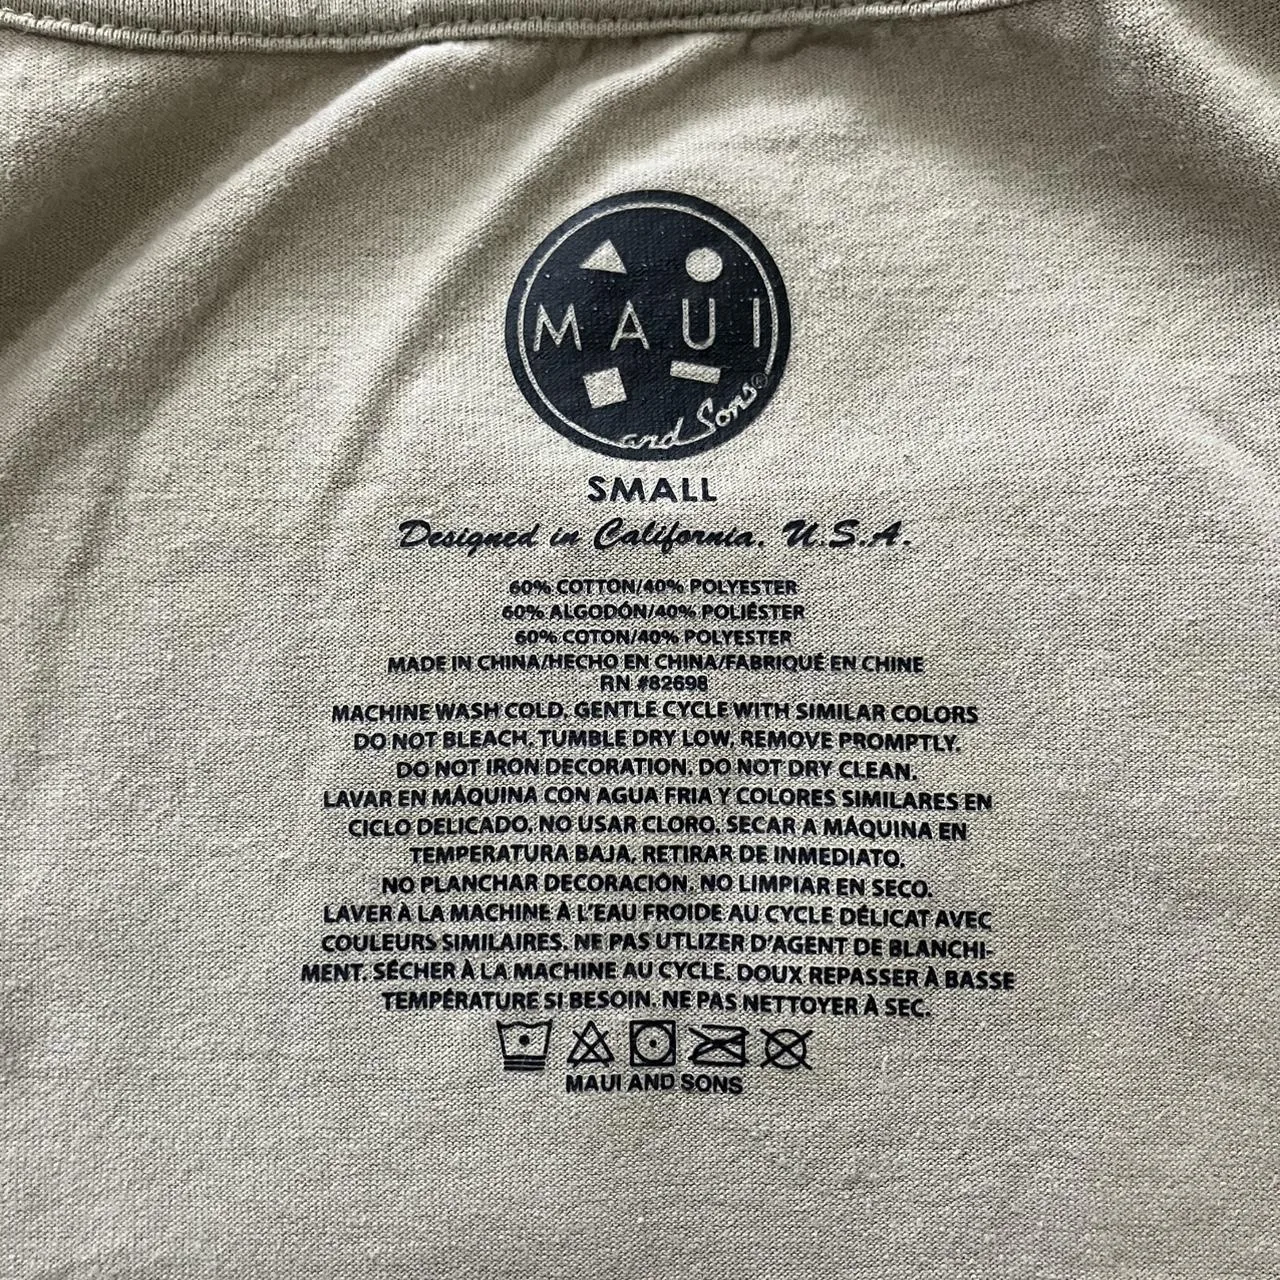 MAUI
and Sons®
SMALL
Designed in California. U.S.A.
60% COTTON/40% POLYESTER
60% ALGODÓN/40% POLIÉSTER
60% COTON/40% POLYESTER
MADE IN CHINA/HECHO EN CHINA/FABRIQUÉ EN CHINE
RN #82698
MACHINE WASH COLD, GENTLE CYCLE WITH SIMILAR COLORS
DO NOT BLEACH. TUMBLE DRY LOW. REMOVE PROMPTLY.
DO NOT IRON DECORATION. DO NOT DRY CLEAN.
LAVAR EN MÁQUINA CON AGUA FRIA Y COLORES SIMILARES EN
CICLO DELICADO. NO USAR CLORO. SECAR A MÁQUINA EN
TEMPERATURA BAJA. RETIRAR DE INMEDIATO.
NO PLANCHAR DECORACIÓN. NO LIMPIAR EN SECO.
LAVER À LA MACHINE À L'EAU FROIDE AU CYCLE DÉLICAT AVEC
COULEURS SIMILAIRES. NE PAS UTLIZER D'AGENT DE BLANCHI-
MENT. SÉCHER À LA MACHINE AU CYCLE. DOUX REPASSER À BASSE
TEMPÉRATURE SI BESOIN. NE PAS NETTOYER À SEC.
MAUI AND SONS